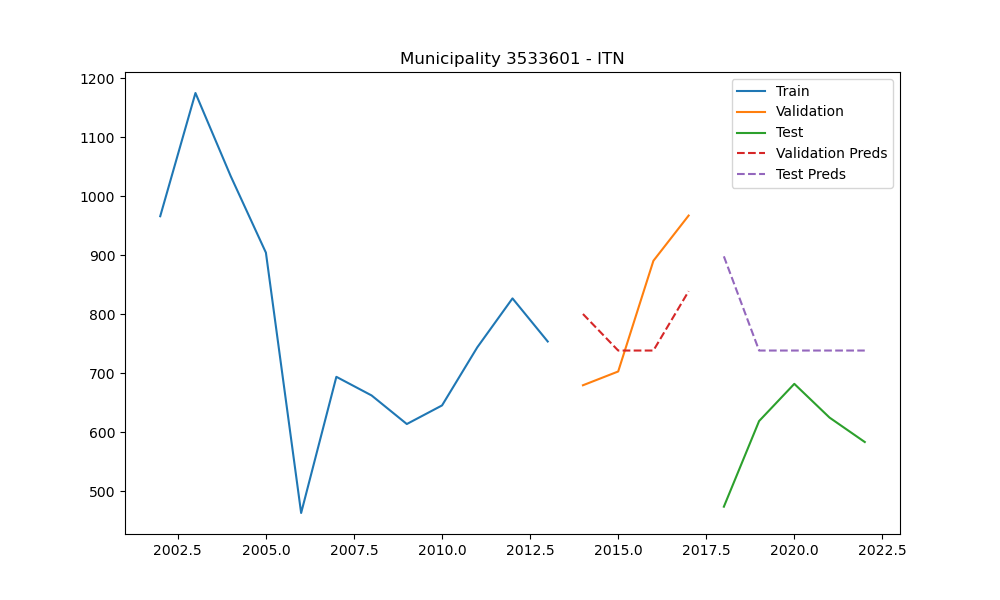 Municipality 3533601 - ITN
1200
1100
1000
900
800
700
600
500
2002.5
2005.0
2007.5
2010.0
2012.5
2015.0
2017.5
2020.0
2022.5
Train
Validation
Test
Validation Preds
Test Preds